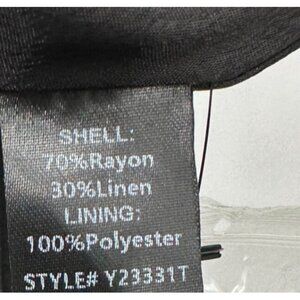 SHELL:
70%Rayon
30%Linen
LINING:
100%Polyester
STYLE# Y23331T